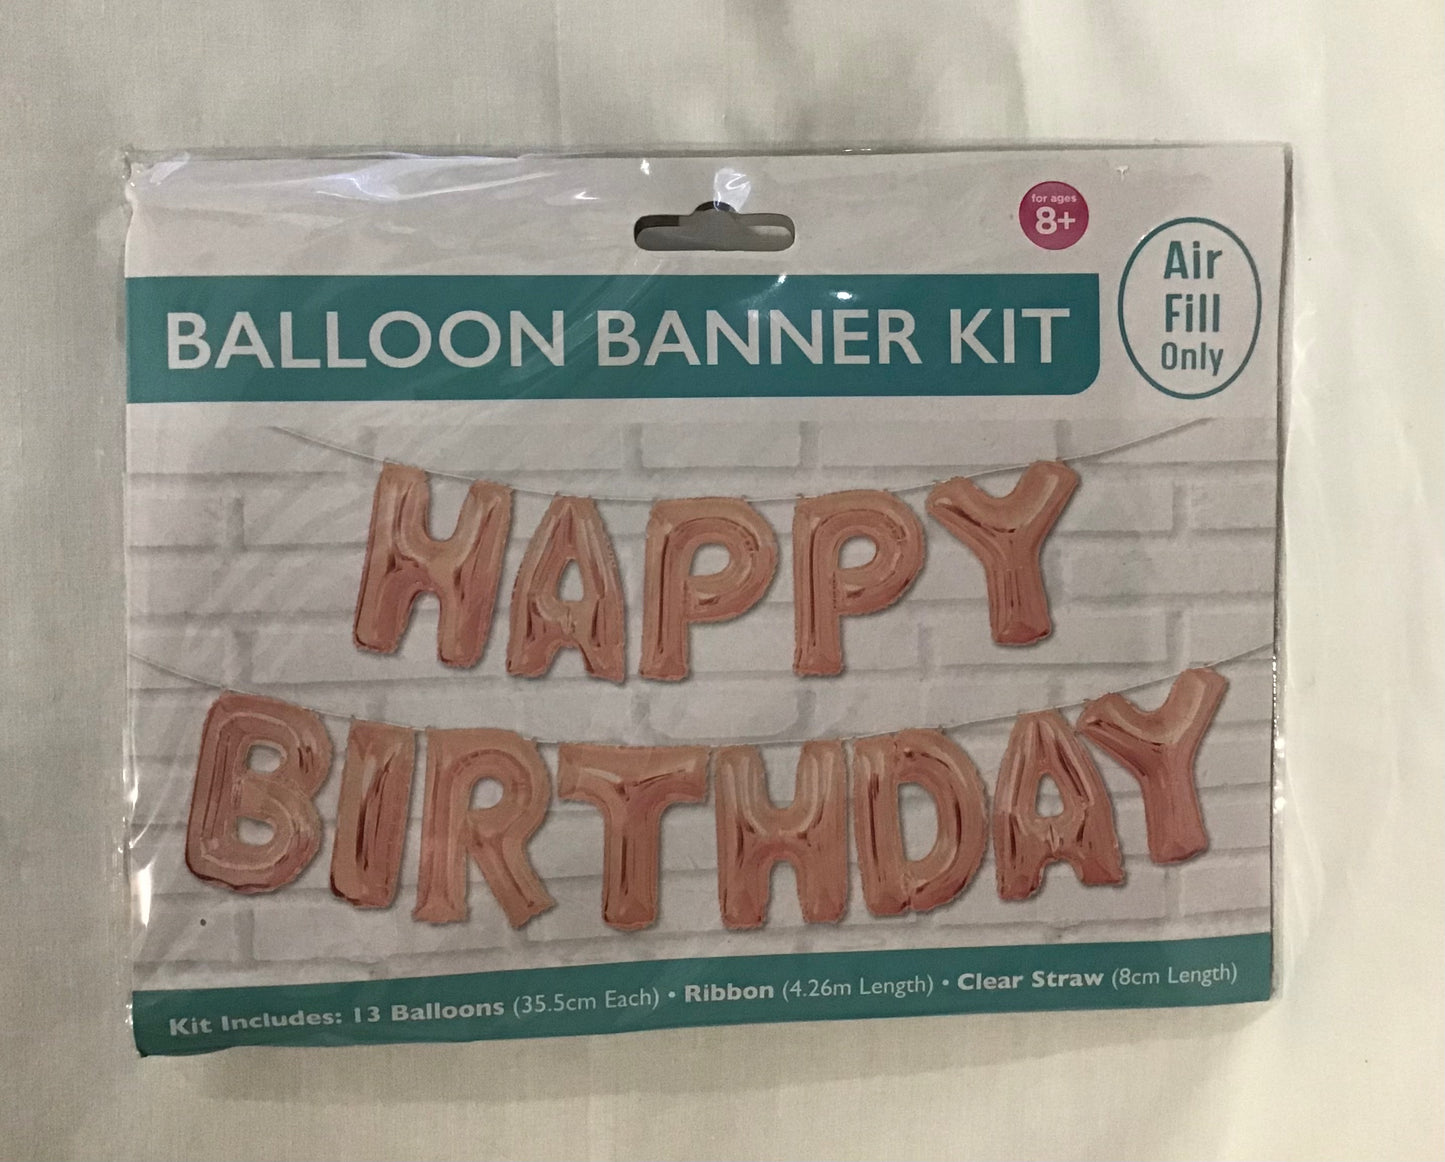 for ages
8+
Air
Fill
Only
BALLOON BANNER KIT
HAPPY
BIRTHDAY
Kit Includes: 13 Balloons (35.5cm Each) • Ribbon (4.26m Length) • Clear Straw (8cm Length)